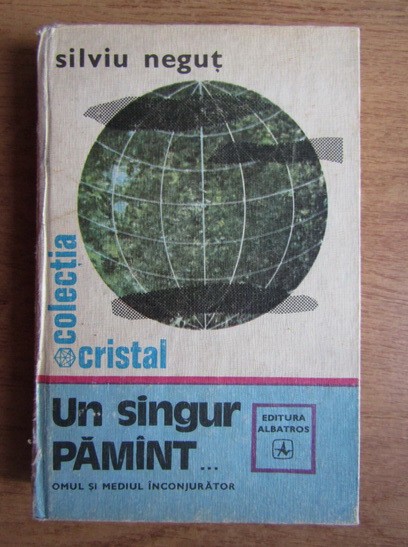 silviu neguț
colecția
cristal
Un singur
PĂMÎNT...
OMUL ȘI MEDIUL ÎNCONJURĂTOR
EDITURA
ALBATROS